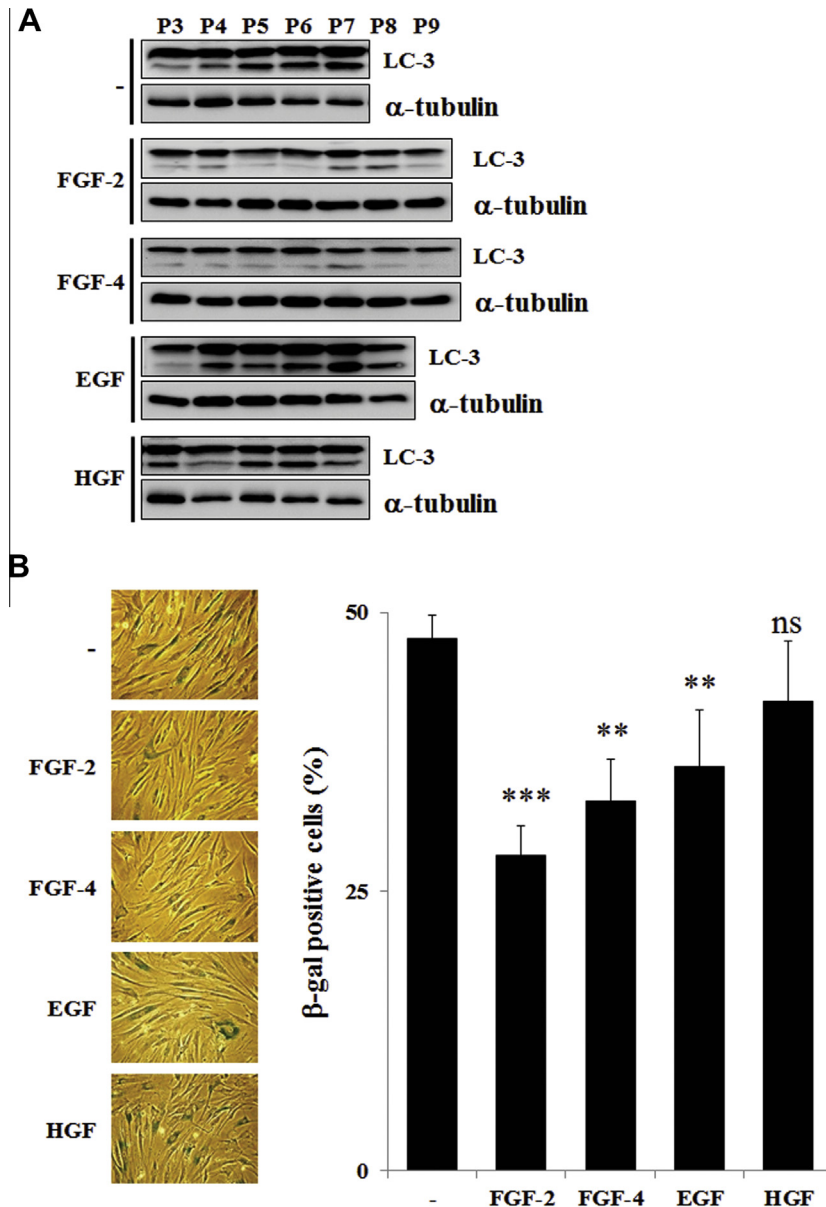 A
P3 P4 P5 P6 P7 P8 P9
-
LC-3
α-tubulin
FGF-2
LC-3
α-tubulin
FGF-4
LC-3
α-tubulin
EGF
LC-3
α-tubulin
HGF
LC-3
α-tubulin
B
-
FGF-2
FGF-4
EGF
HGF
β-gal positive cells (%)
50
25
0
***
**
**
ns
- FGF-2 FGF-4 EGF HGF